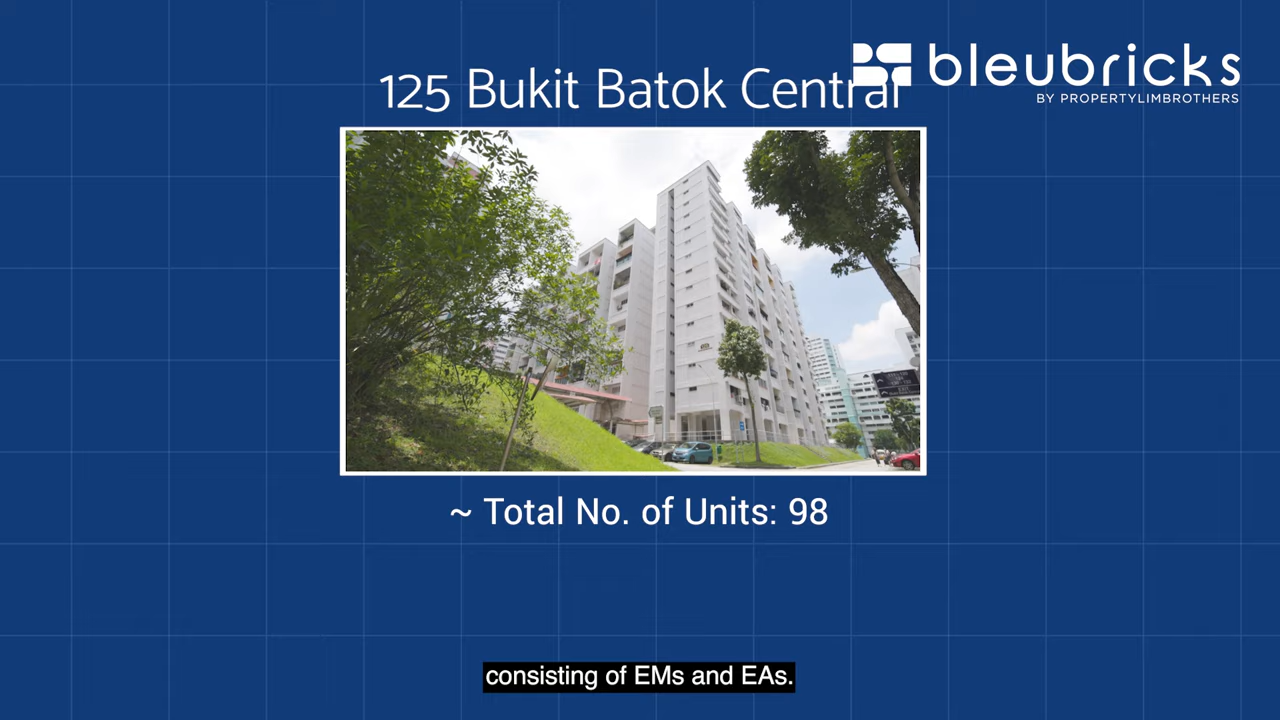 125 Bukit Batok Central
bleubricks
BY PROPERTYLIMBROTHERS
~ Total No. of Units: 98
consisting of EMs and EAs.